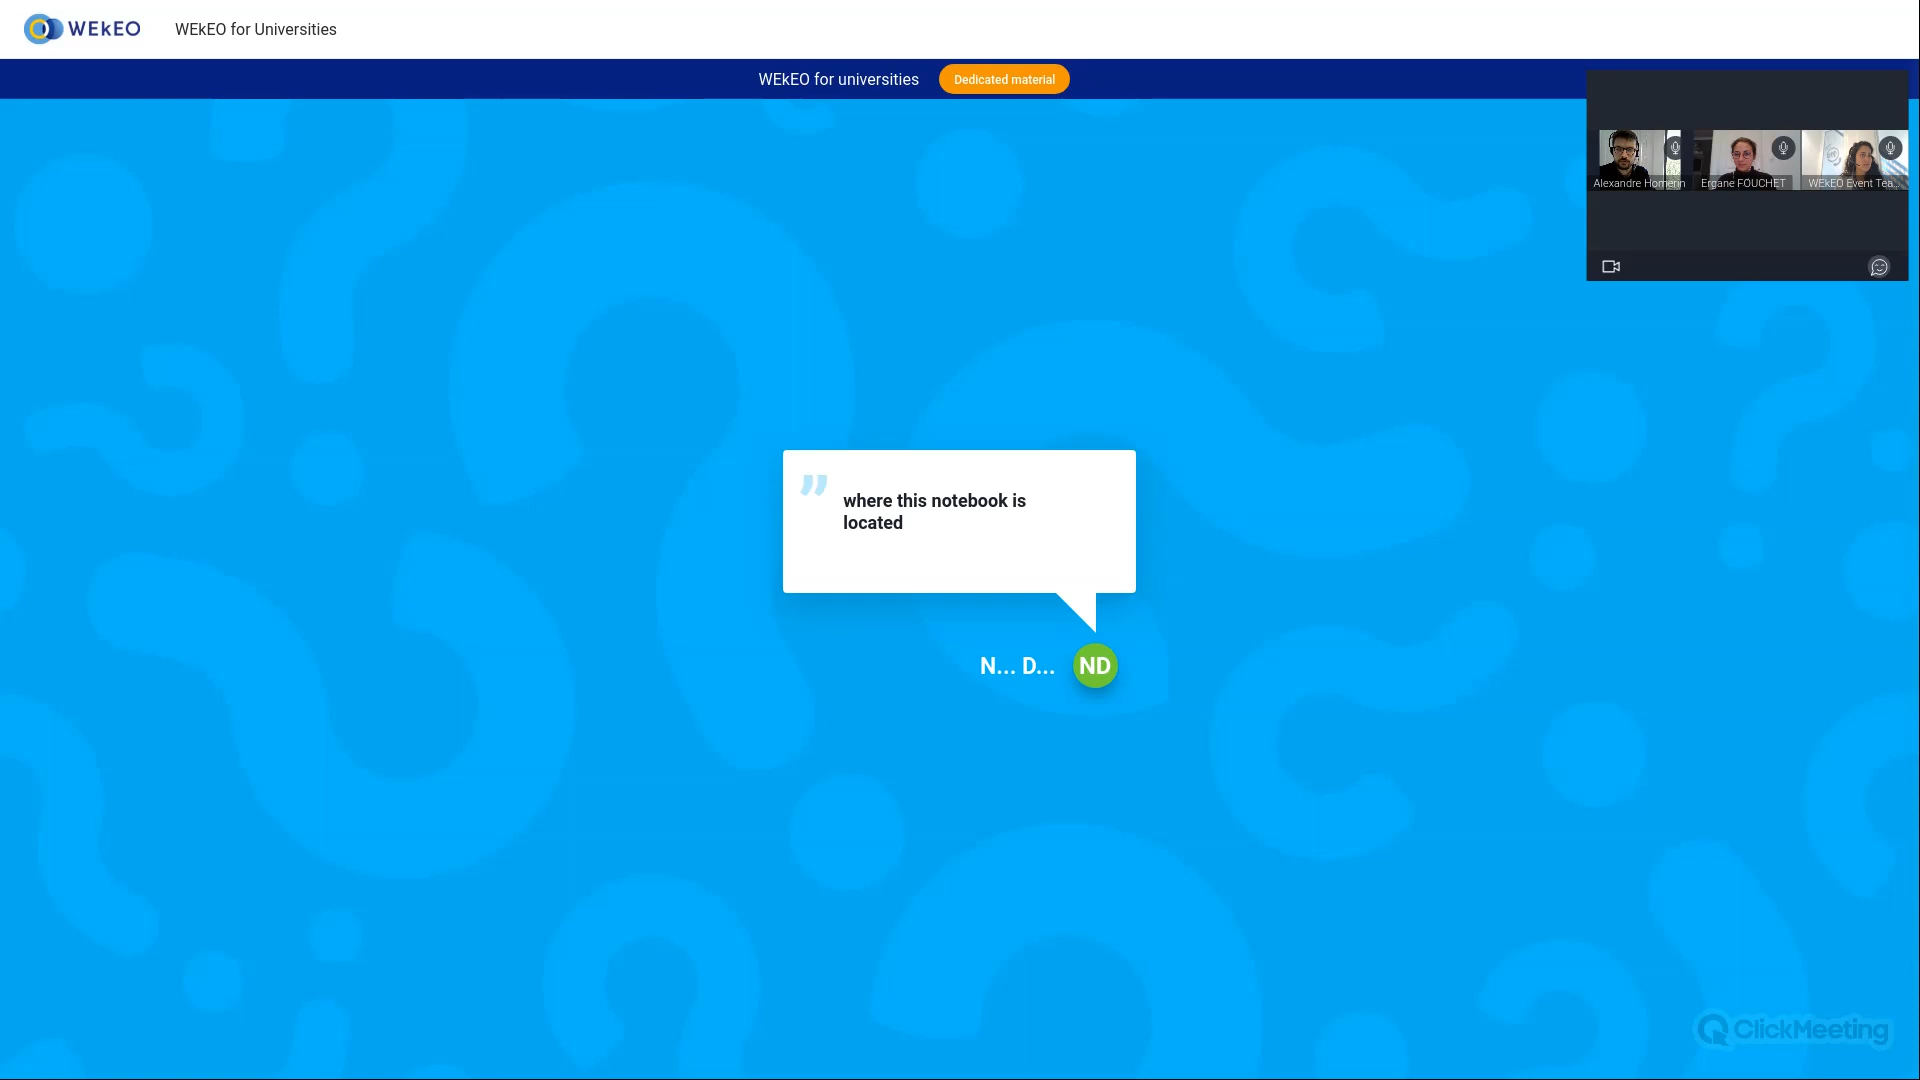 WEkEO
WEkEO for Universities
WEkEO for universities
Dedicated material
Alexandre Homerin
Ergane FOUCHET
WEkEO Event Tea...
where this notebook is
located
N... D...
ND
ClickMeeting